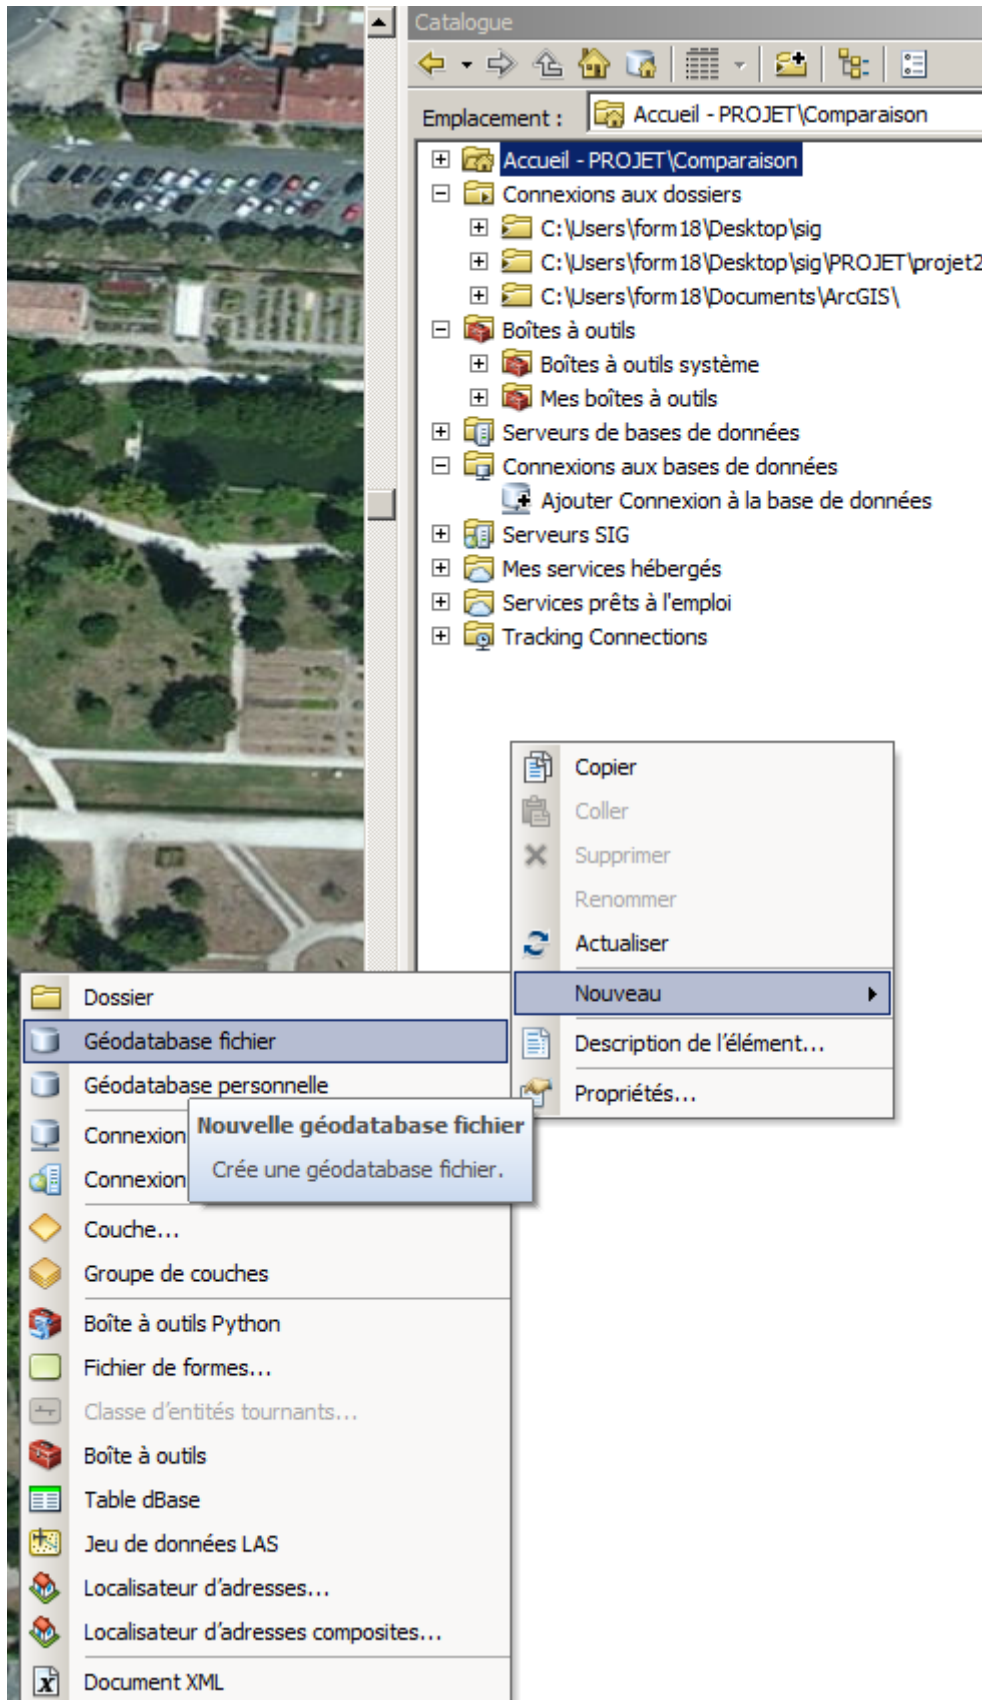 Catalogue
Emplacement :
Accueil - PROJET\Comparaison
Accueil - PROJET\Comparaison
Connexions aux dossiers
C:\Users\form18\Desktop\sig
C:\Users\form18\Desktop\sig\PROJET\projet2
C:\Users\form18\Documents\ArcGIS\
Boîtes à outils
Boîtes à outils système
Mes boîtes à outils
Serveurs de bases de données
Connexions aux bases de données
Ajouter Connexion à la base de données
Serveurs SIG
Mes services hébergés
Services prêts à l'emploi
Tracking Connections
Copier
Coller
Supprimer
Renommer
Actualiser
Nouveau
Description de l'élément...
Propriétés...
Dossier
Géodatabase fichier
Géodatabase personnelle
Connexion
Connexion
Nouvelle géodatabase fichier
Crée une géodatabase fichier.
Couche...
Groupe de couches
Boîte à outils Python
Fichier de formes...
Classe d'entités tournants...
Boîte à outils
Table dBase
Jeu de données LAS
Localisateur d'adresses...
Localisateur d'adresses composites...
Document XML